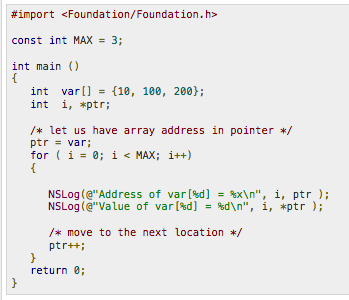 #import <Foundation/Foundation.h>
const int MAX = 3;
int main ()
{
int var[] = {10, 100, 200};
int i, *ptr;
/* let us have array address in pointer */
ptr = var;
for ( i = 0; i < MAX; i++)
{
NSLog(@"Address of var[%d] = %x\n", i, ptr );
NSLog(@"Value of var[%d] = %d\n", i, *ptr );
/* move to the next location */
ptr++;
}
return 0;
}